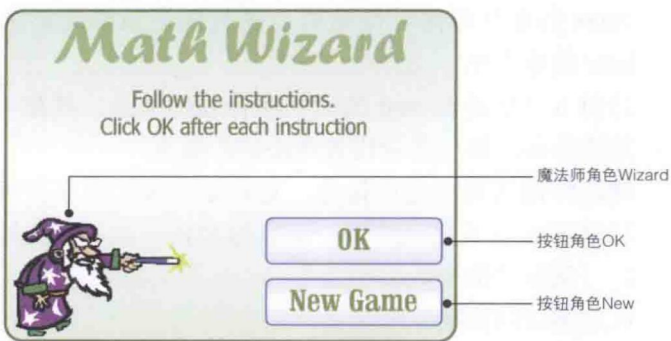 Math Wizard
Follow the instructions.
Click OK after each instruction
魔法师角色Wizard
OK
按钮角色OK
New Game
按钮角色New